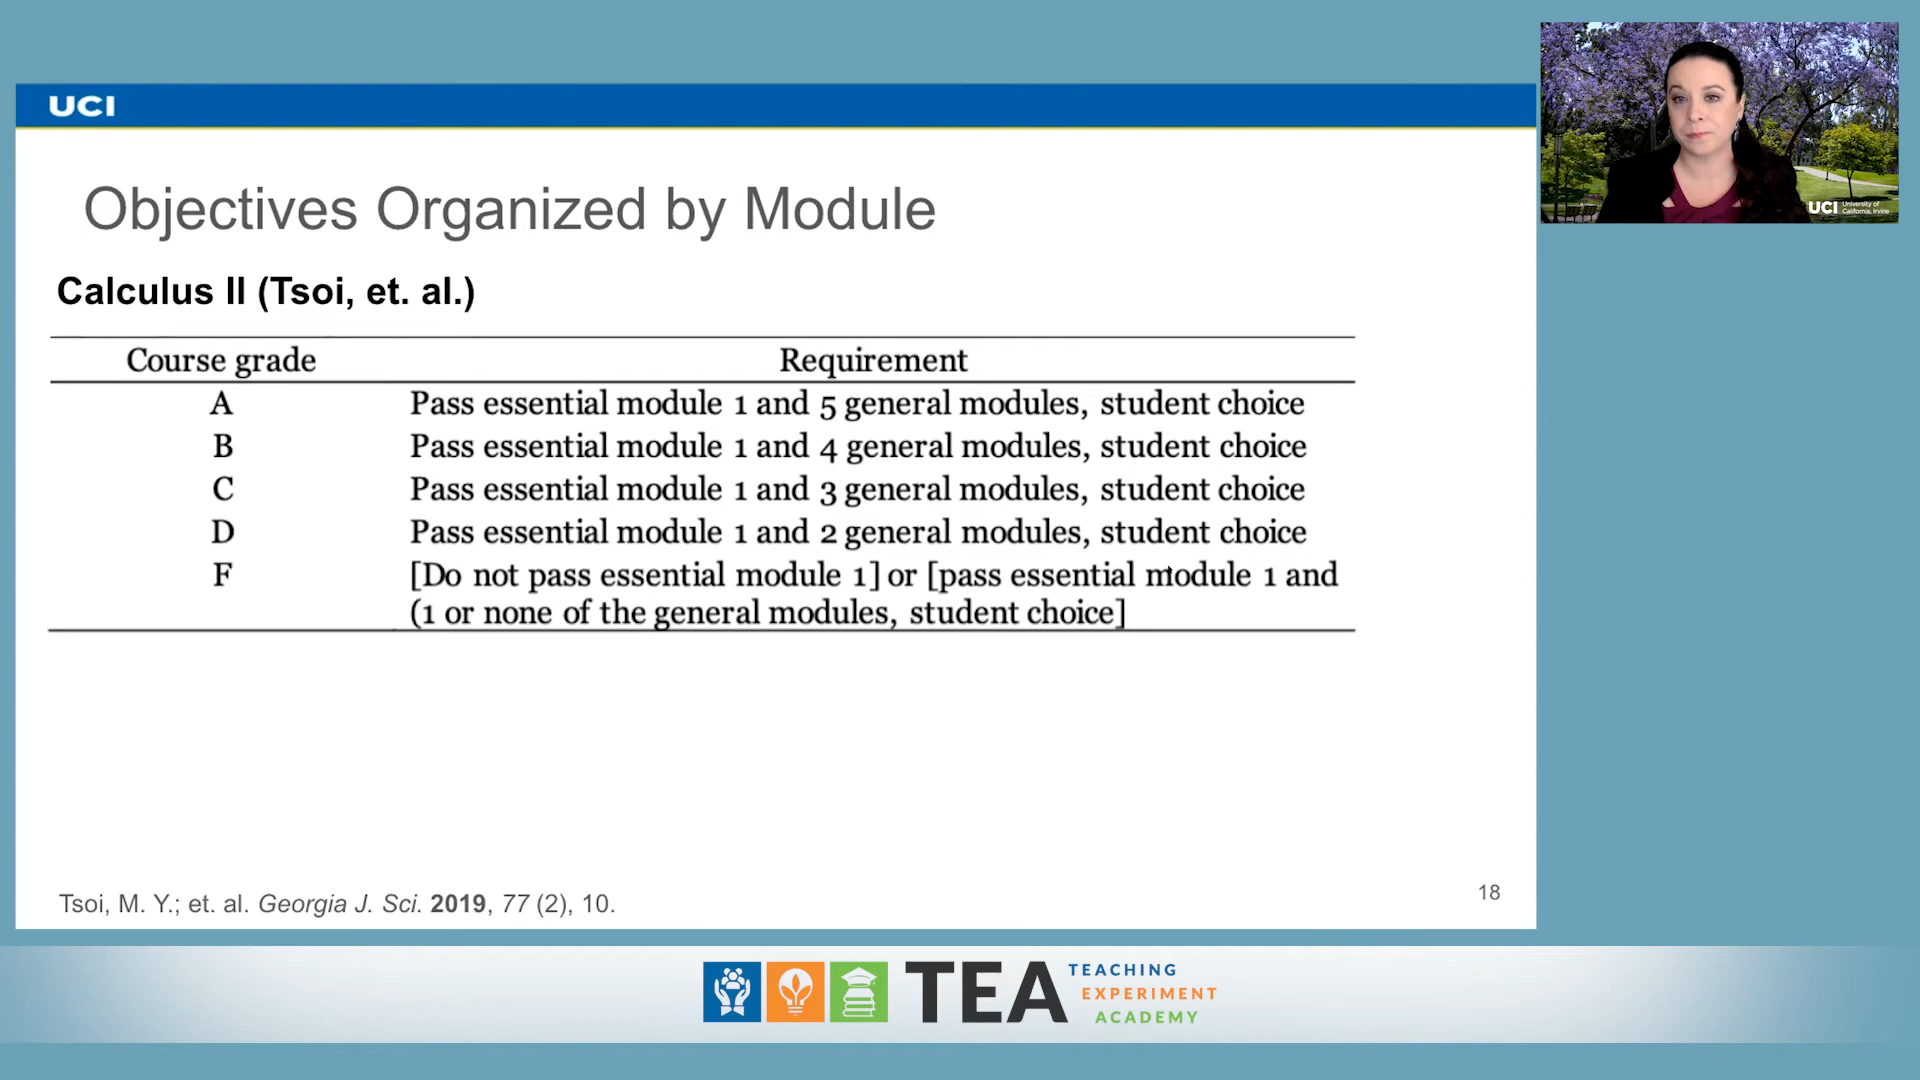 UCI
Objectives Organized by Module
Calculus II (Tsoi, et. al.)
Course grade Requirement
A Pass essential module 1 and 5 general modules, student choice
B Pass essential module 1 and 4 general modules, student choice
C Pass essential module 1 and 3 general modules, student choice
D Pass essential module 1 and 2 general modules, student choice
F [Do not pass essential module 1] or [pass essential module 1 and
(1 or none of the general modules, student choice]
Tsoi, M. Y.; et. al. Georgia J. Sci. 2019, 77 (2), 10.
18
UCI University of
California, Irvine
TEA TEACHING
EXPERIMENT
ACADEMY